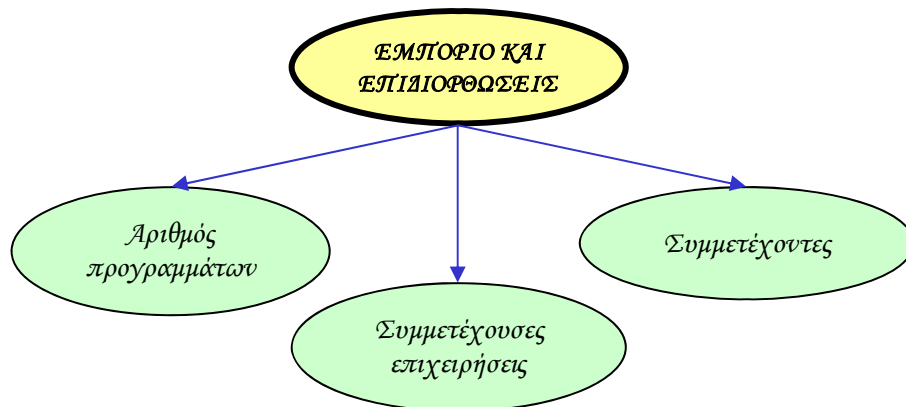 ΕΜΠΟΡΙΟ ΚΑΙ
ΕΠΙΔΙΟΡΘΩΣΕΙΣ
Αριθμός
προγραμμάτων
Συμμετέχοντες
Συμμετέχουσες
επιχειρήσεις